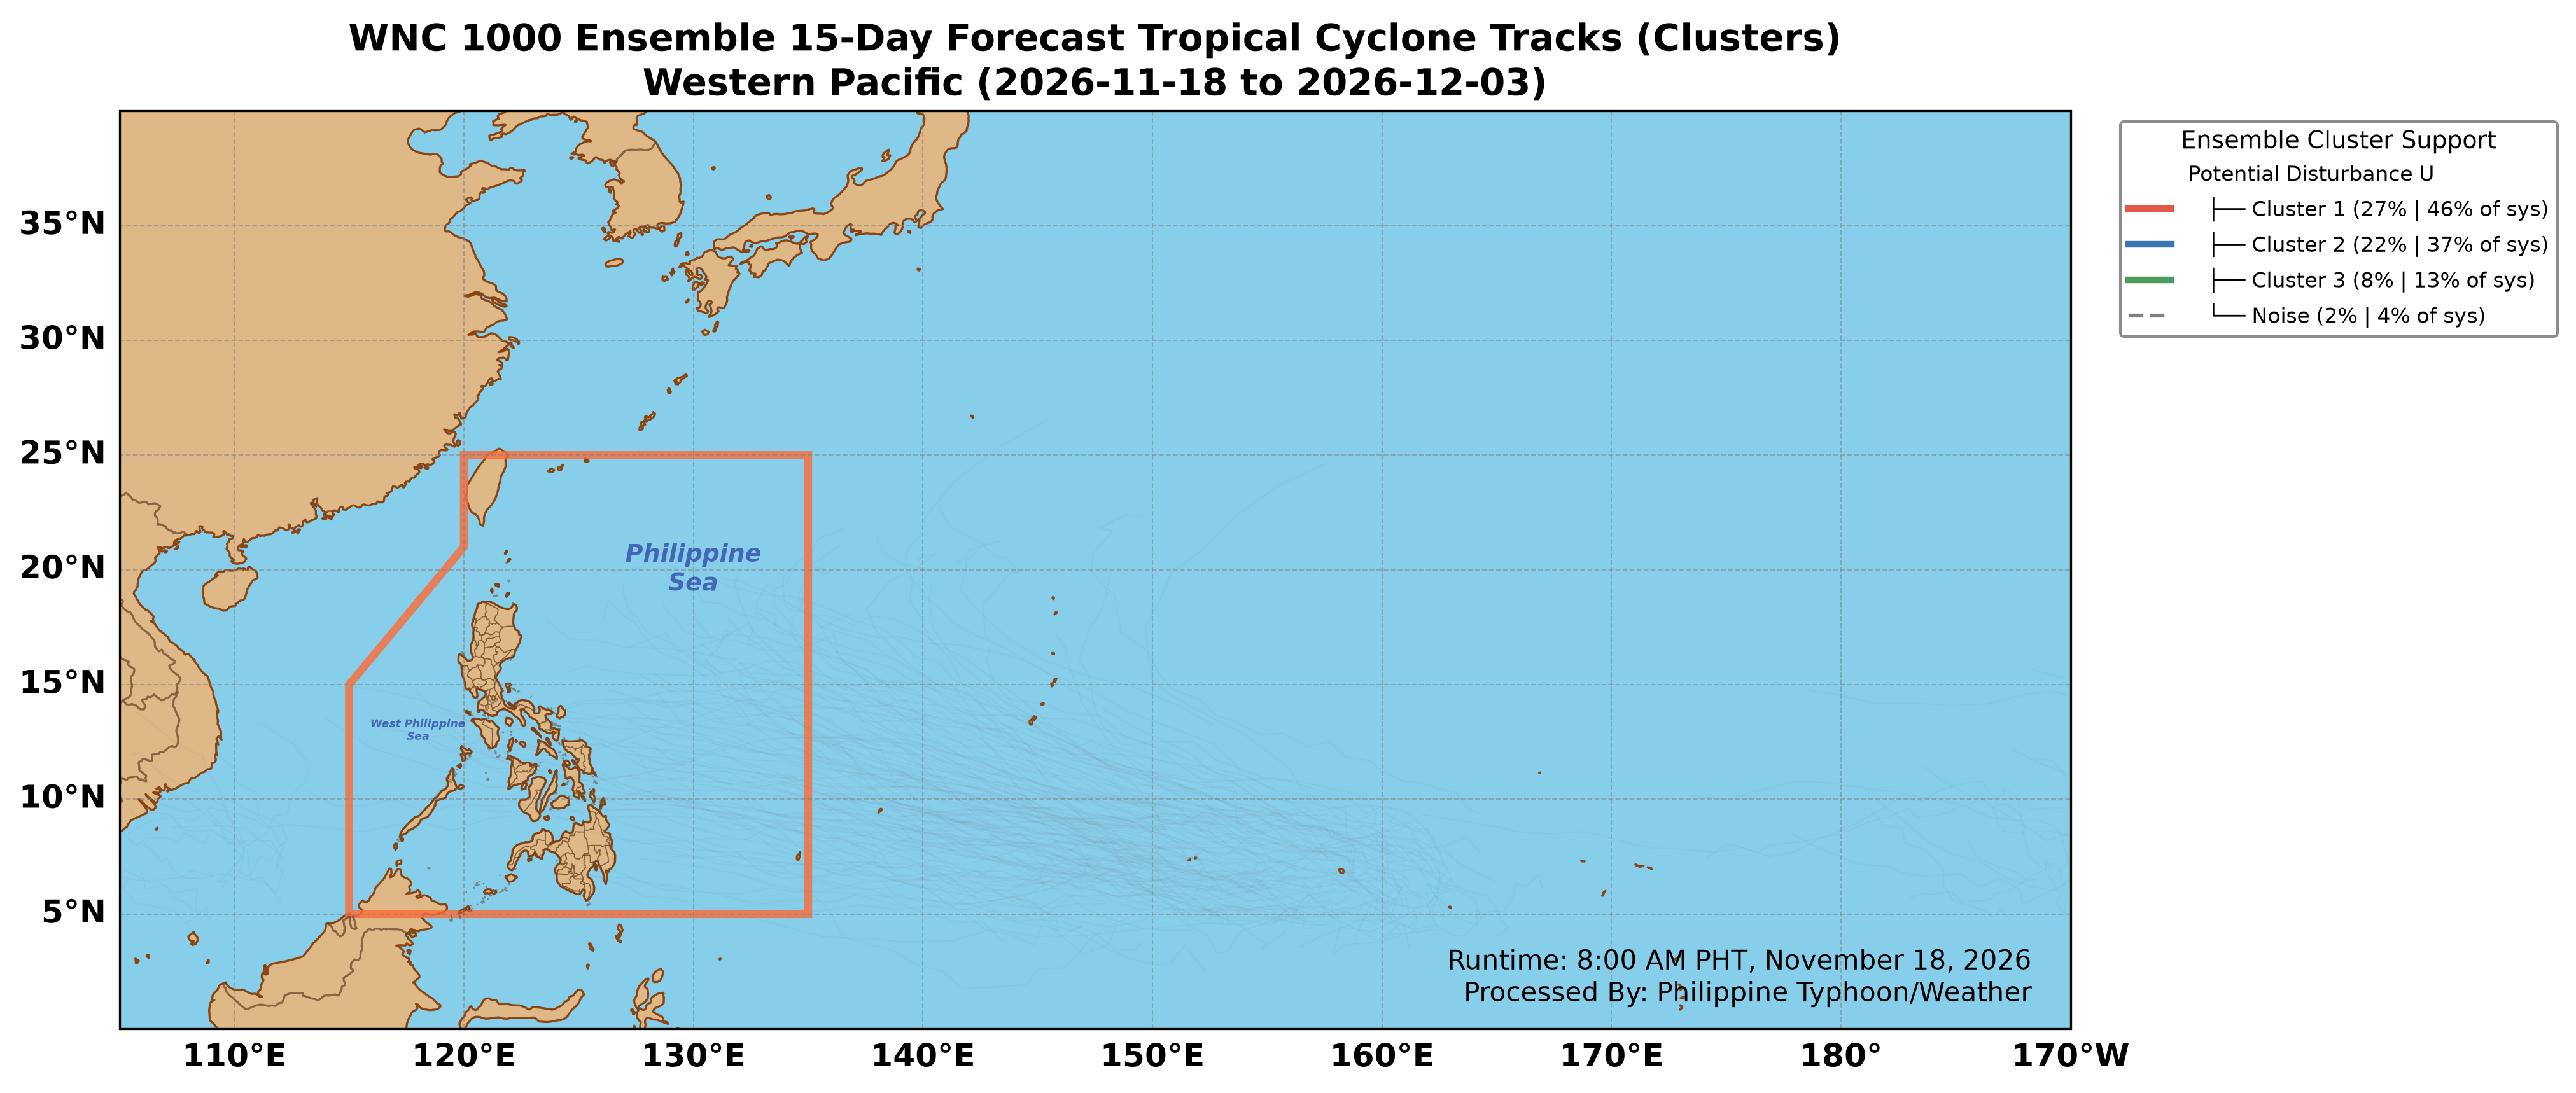 WNC 1000 Ensemble 15-Day Forecast Tropical Cyclone Tracks (Clusters)
Western Pacific (2026-11-18 to 2026-12-03)
Ensemble Cluster Support
Potential Disturbance U
├── Cluster 1 (27% | 46% of sys)
├── Cluster 2 (22% | 37% of sys)
├── Cluster 3 (8% | 13% of sys)
└── Noise (2% | 4% of sys)
35°N
30°N
25°N
20°N
15°N
10°N
5°N
Philippine
Sea
West Philippine
Sea
Runtime: 8:00 AM PHT, November 18, 2026
Processed By: Philippine Typhoon/Weather
110°E
120°E
130°E
140°E
150°E
160°E
170°E
180°
170°W